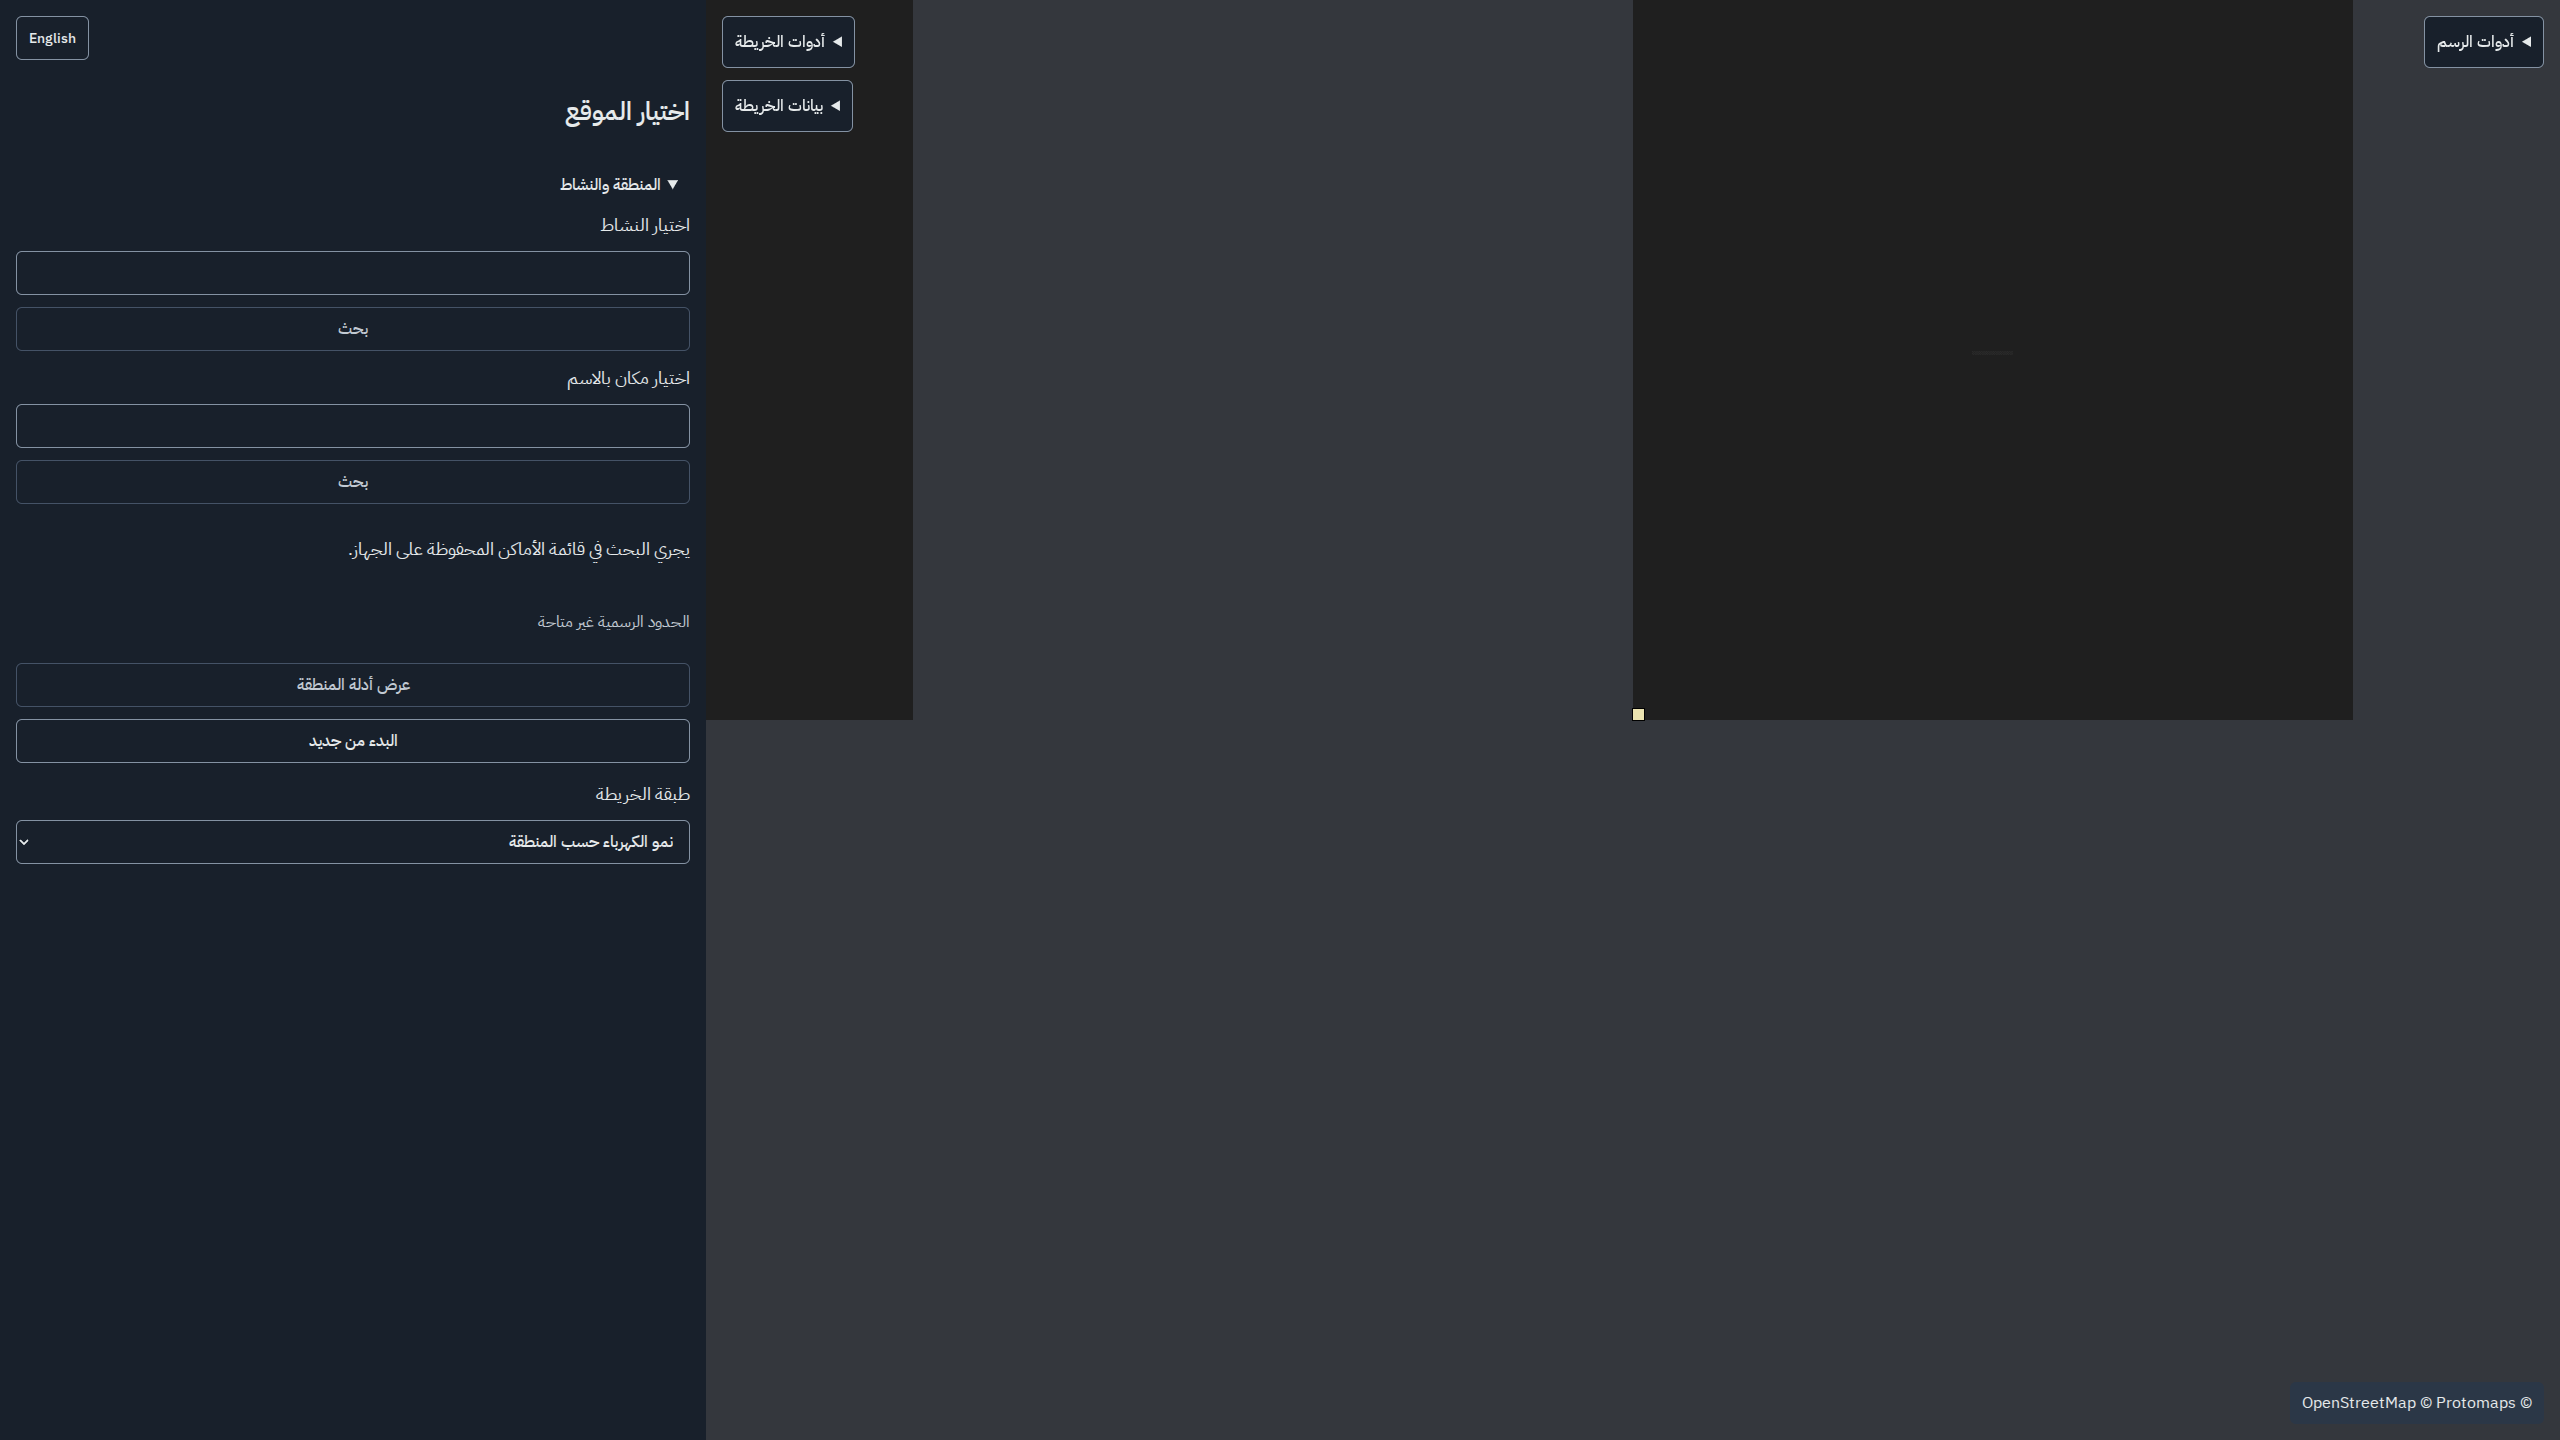 English
اختيار الموقع
المنطقة والنشاط
اختيار النشاط
بحث
اختيار مكان بالاسم
بحث
يجري البحث في قائمة الأماكن المحفوظة على الجهاز.
الحدود الرسمية غير متاحة
عرض أدلة المنطقة
البدء من جديد
طبقة الخريطة
نمو الكهرباء حسب المنطقة
أدوات الخريطة
بيانات الخريطة
أدوات الرسم
OpenStreetMap © Protomaps ©